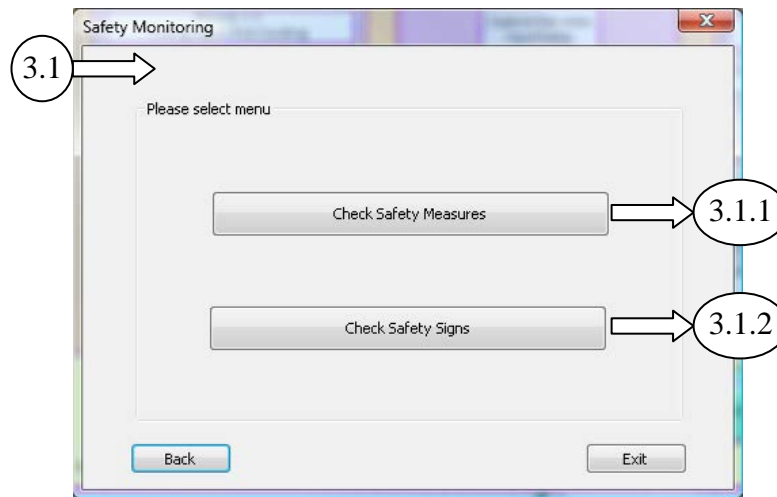 Safety Monitoring
3.1
Please select menu
Check Safety Measures
3.1.1
Check Safety Signs
3.1.2
Back
Exit